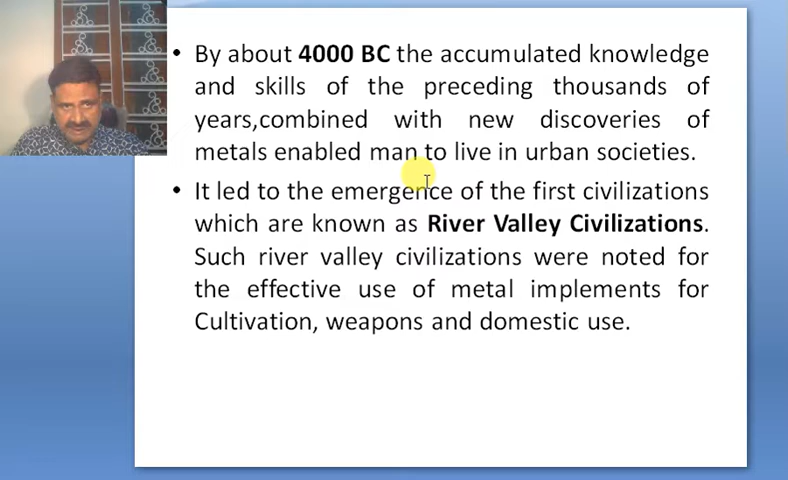 • By about 4000 BC the accumulated knowledge
and skills of the preceding thousands of
years,combined with new discoveries of
metals enabled man to live in urban societies.
• It led to the emergence of the first civilizations
which are known as River Valley Civilizations.
Such river valley civilizations were noted for
the effective use of metal implements for
Cultivation, weapons and domestic use.